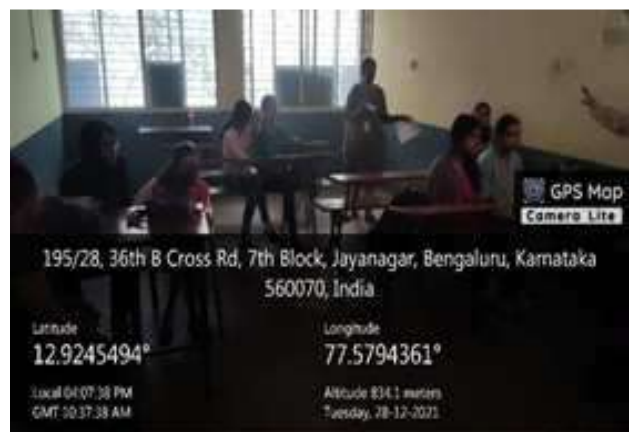 GPS Map
Camera Lite
195/28, 36th B Cross Rd, 7th Block, Jayanagar, Bengaluru, Karnataka
560070, India
Latitude
12.9245494°
Longitude
77.5794361°
Local 04:07:38 PM
GMT 10:37:38 AM
Altitude 834.1 meters
Tuesday, 28-12-2021